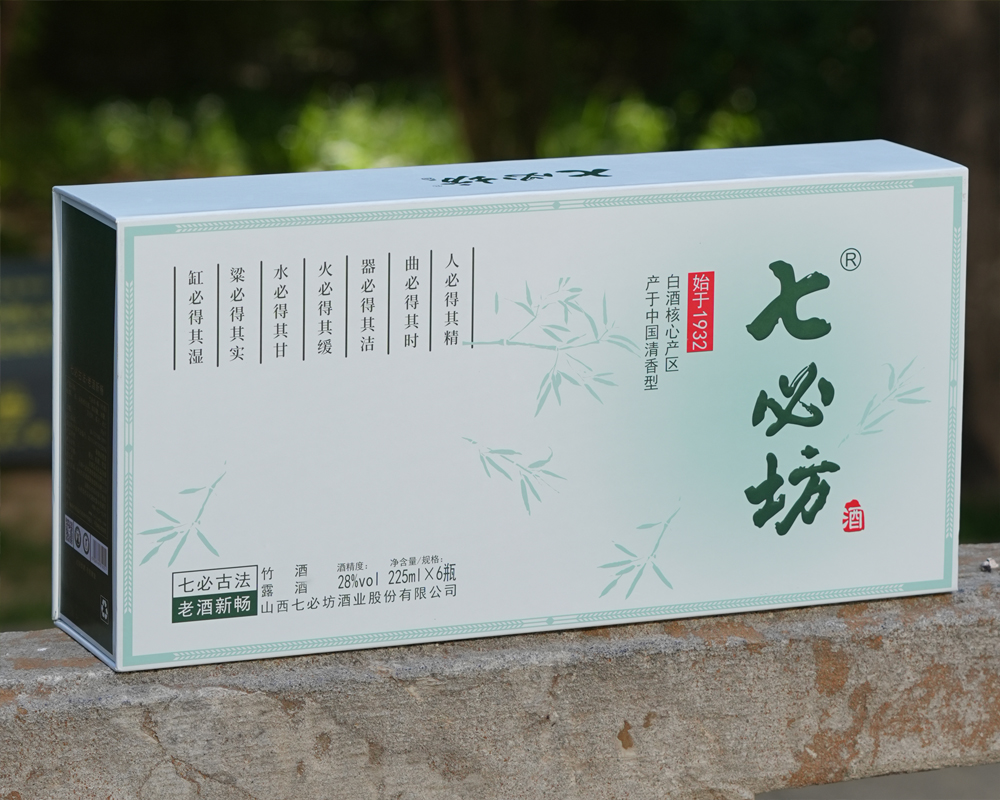 七必坊
七必坊
®
酒
始于1932
白酒核心产区
产于中国清香型
人必得其精
曲必得其时
器必得其洁
火必得其缓
水必得其甘
粱必得其实
缸必得其湿
七必古法
老酒新畅
竹酒
露酒
酒精度:
28%vol
净含量/规格:
225ml×6瓶
山西七必坊酒业股份有限公司